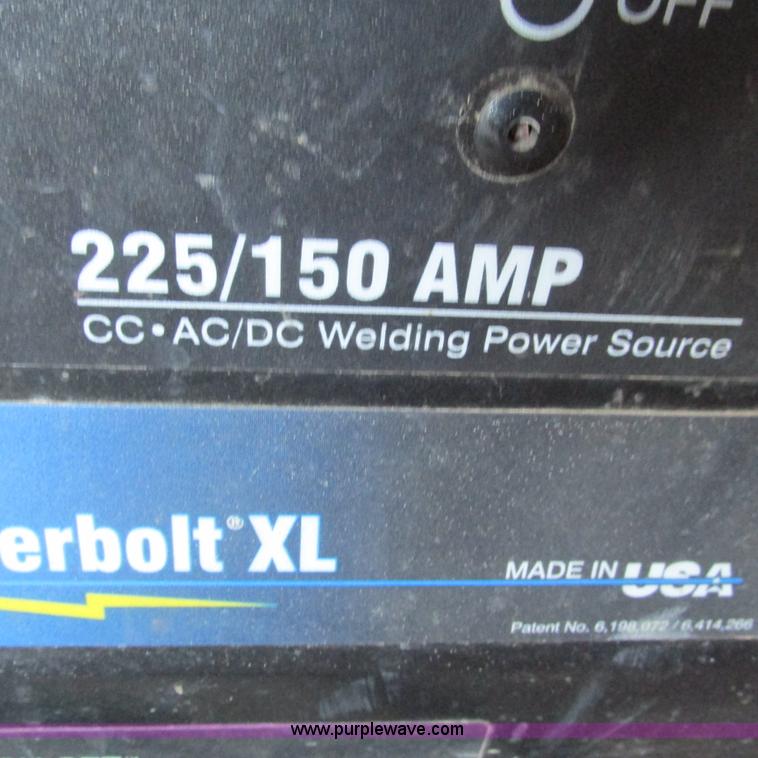 OFF
225/150 AMP
CC • AC/DC Welding Power Source
erbolt® XL
MADE IN USA
Patent No. 6,198,072 / 6,414,266
www.purplewave.com